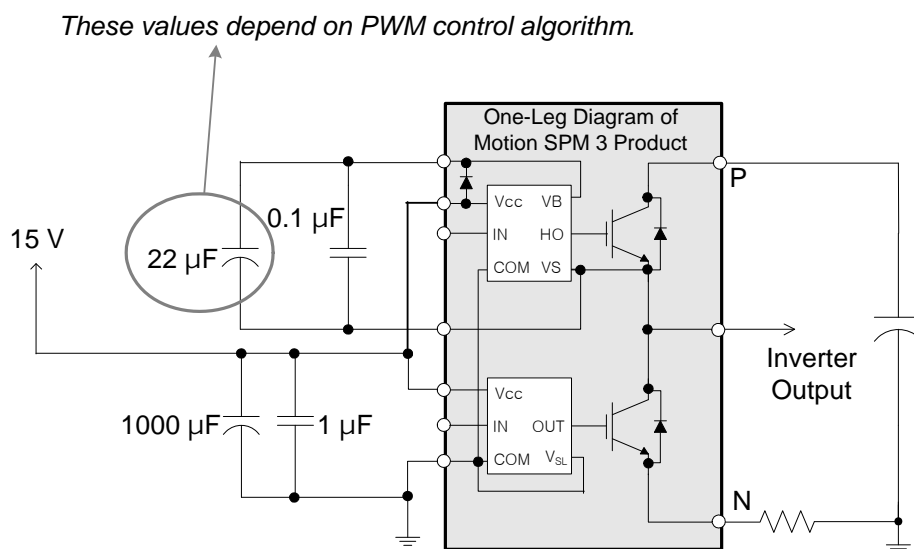 These values depend on PWM control algorithm.
One-Leg Diagram of
Motion SPM 3 Product
P
Vcc
VB
0.1 µF
15 V
IN
HO
22 µF
COM
VS
Inverter
Output
Vcc
1000 µF
1 µF
IN
OUT
COM
VSL
N